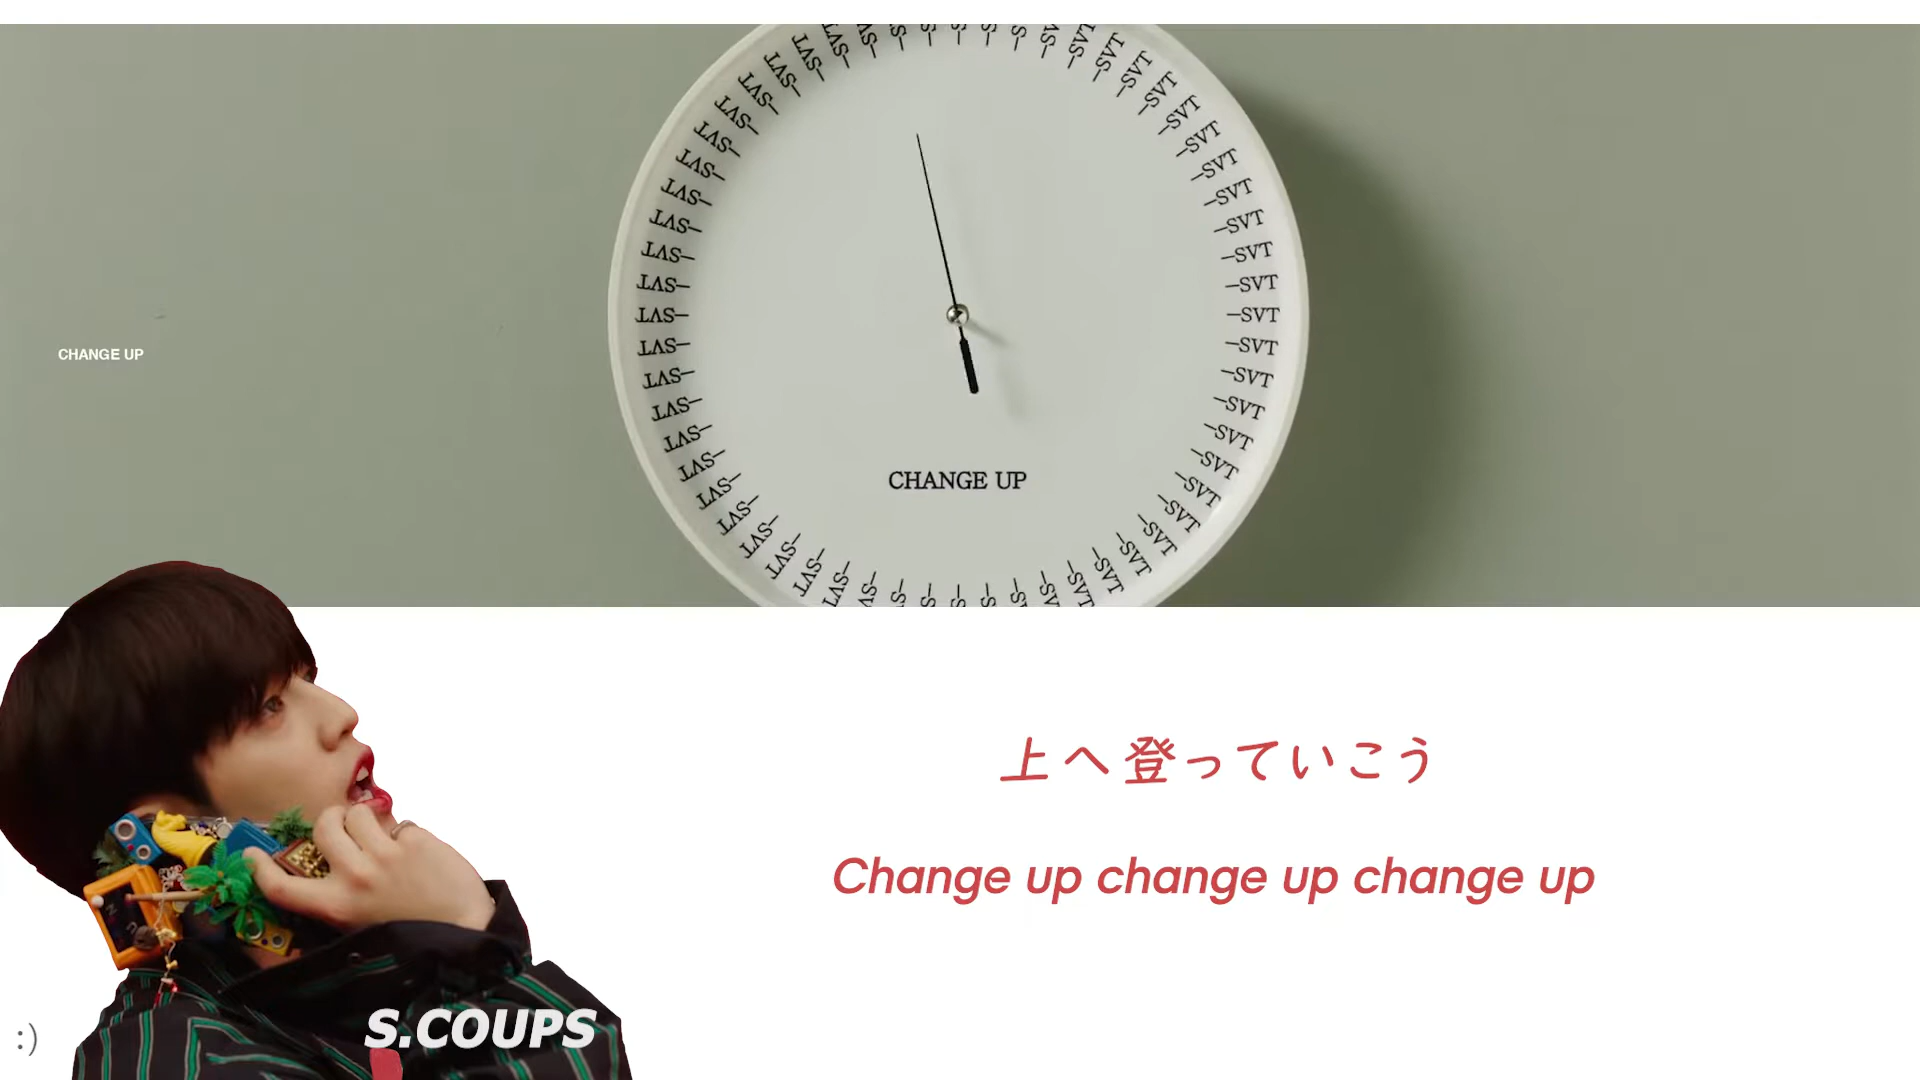 SVT
CHANGE UP
CHANGE UP
上へ登っていこう
Change up change up change up
S.COUPS
:)